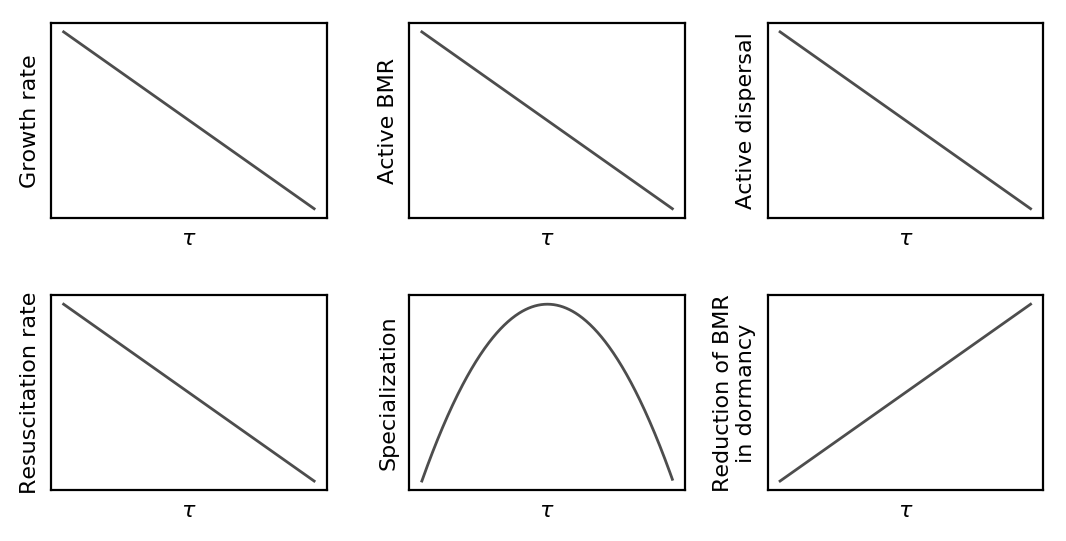 Growth rate
τ
Active BMR
τ
Active dispersal
τ
Resuscitation rate
τ
Specialization
τ
Reduction of BMR
in dormancy
τ